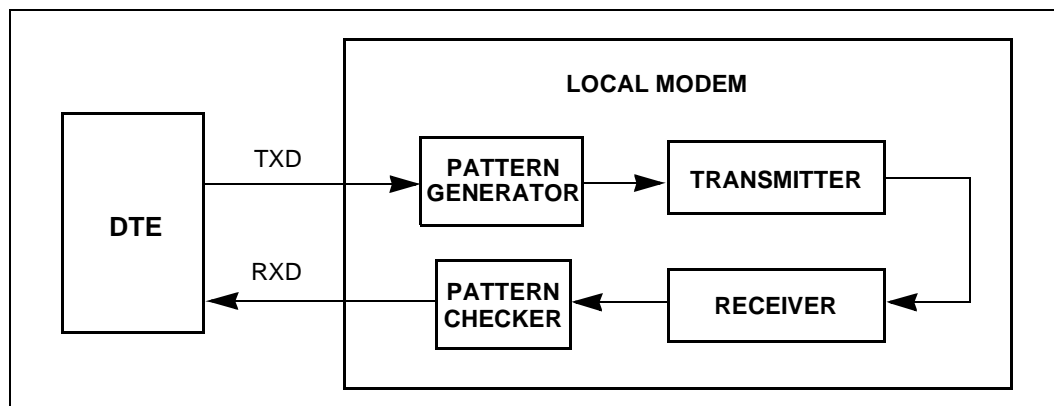 LOCAL MODEM
TXD
PATTERN
GENERATOR
TRANSMITTER
DTE
RXD
PATTERN
CHECKER
RECEIVER